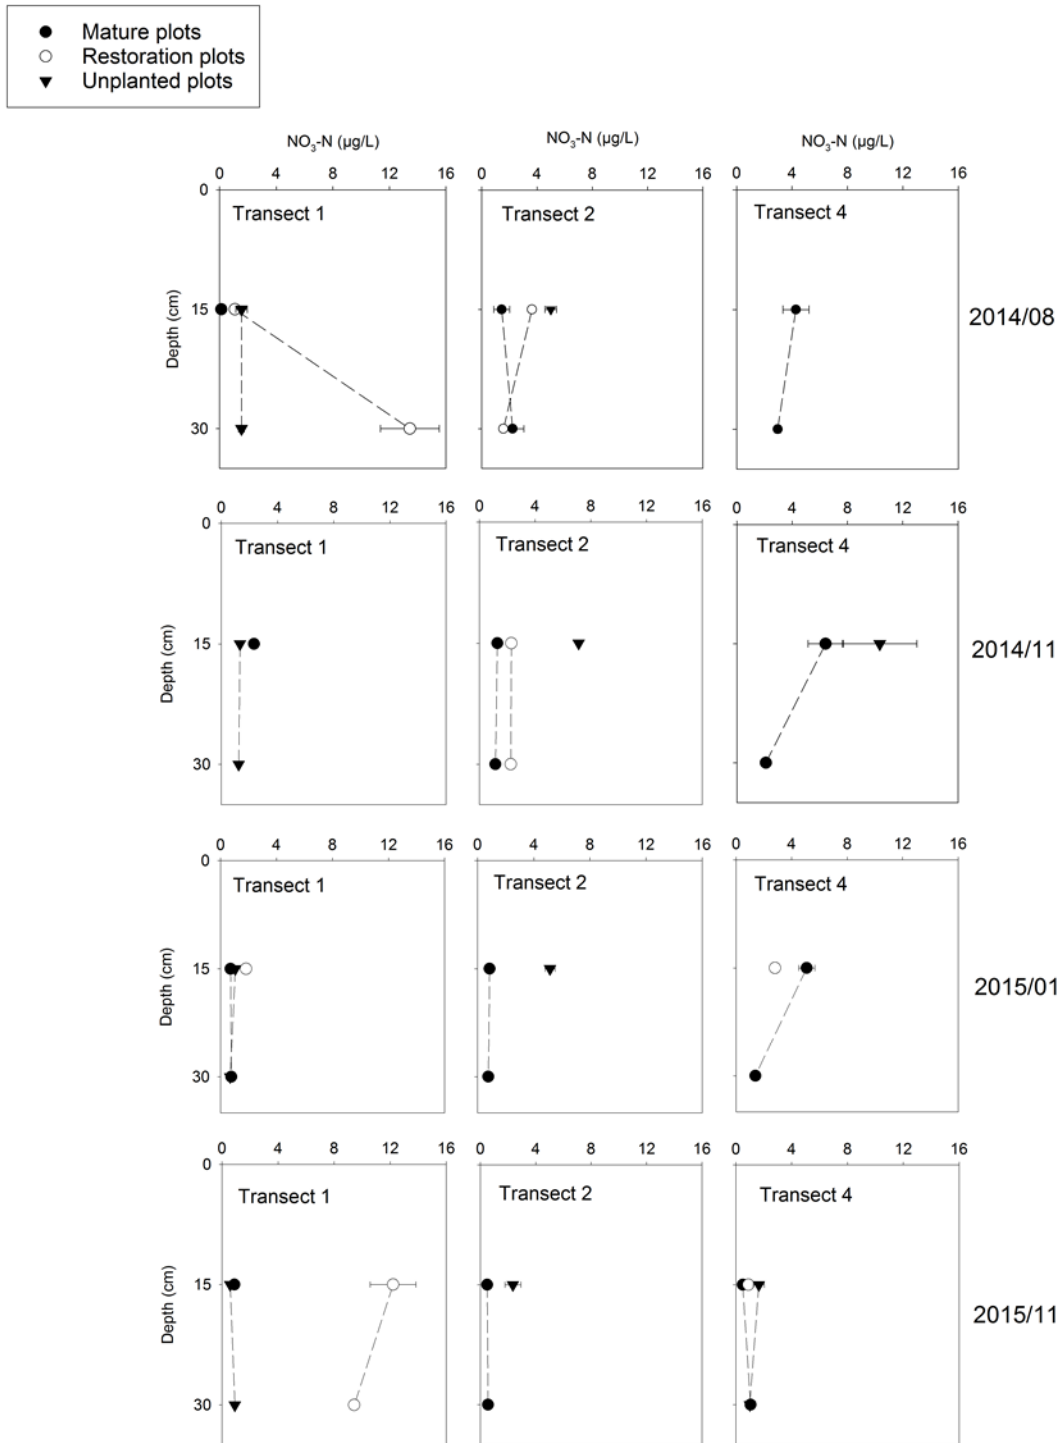 Mature plots
Restoration plots
Unplanted plots
NO₃-N (µg/L) NO₃-N (µg/L) NO₃-N (µg/L)
0 4 8 12 16 0 4 8 12 16 0 4 8 12 16
0
Transect 1 Transect 2 Transect 4
15
Depth (cm)
2014/08
30
0 4 8 12 16 0 4 8 12 16 0 4 8 12 16
0
Transect 1 Transect 2 Transect 4
15
Depth (cm)
2014/11
30
0 4 8 12 16 0 4 8 12 16 0 4 8 12 16
0
Transect 1 Transect 2 Transect 4
15
Depth (cm)
2015/01
30
0 4 8 12 16 0 4 8 12 16 0 4 8 12 16
0
Transect 1 Transect 2 Transect 4
15
Depth (cm)
2015/11
30